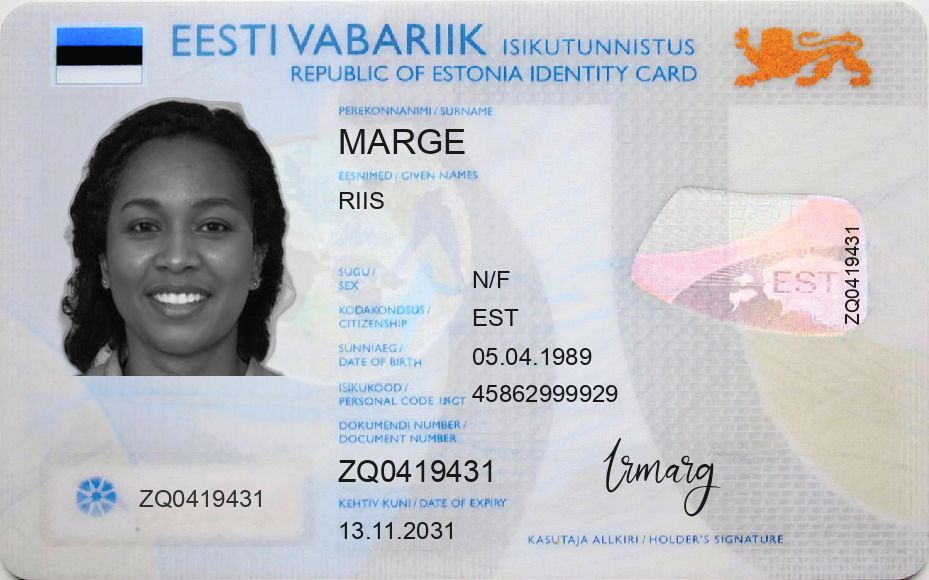 EESTI VABARIIK ISIKUTUNNISTUS
REPUBLIC OF ESTONIA IDENTITY CARD
PEREKONNANIMI / SURNAME
MARGE
EESNIMED / GIVEN NAMES
RIIS
SUGU / SEX N/F
KODAKONDSUS / CITIZENSHIP EST
SÜNNIAEG / DATE OF BIRTH 05.04.1989
ISIKUKOOD / PERSONAL CODE 45862999929
DOKUMENDI NUMBER /
DOCUMENT NUMBER
ZQ0419431
KEHTIV KUNI / DATE OF EXPIRY
13.11.2031
ZQ0419431
EST
ZQ0419431
KASUTAJA ALLKIRI / HOLDER'S SIGNATURE